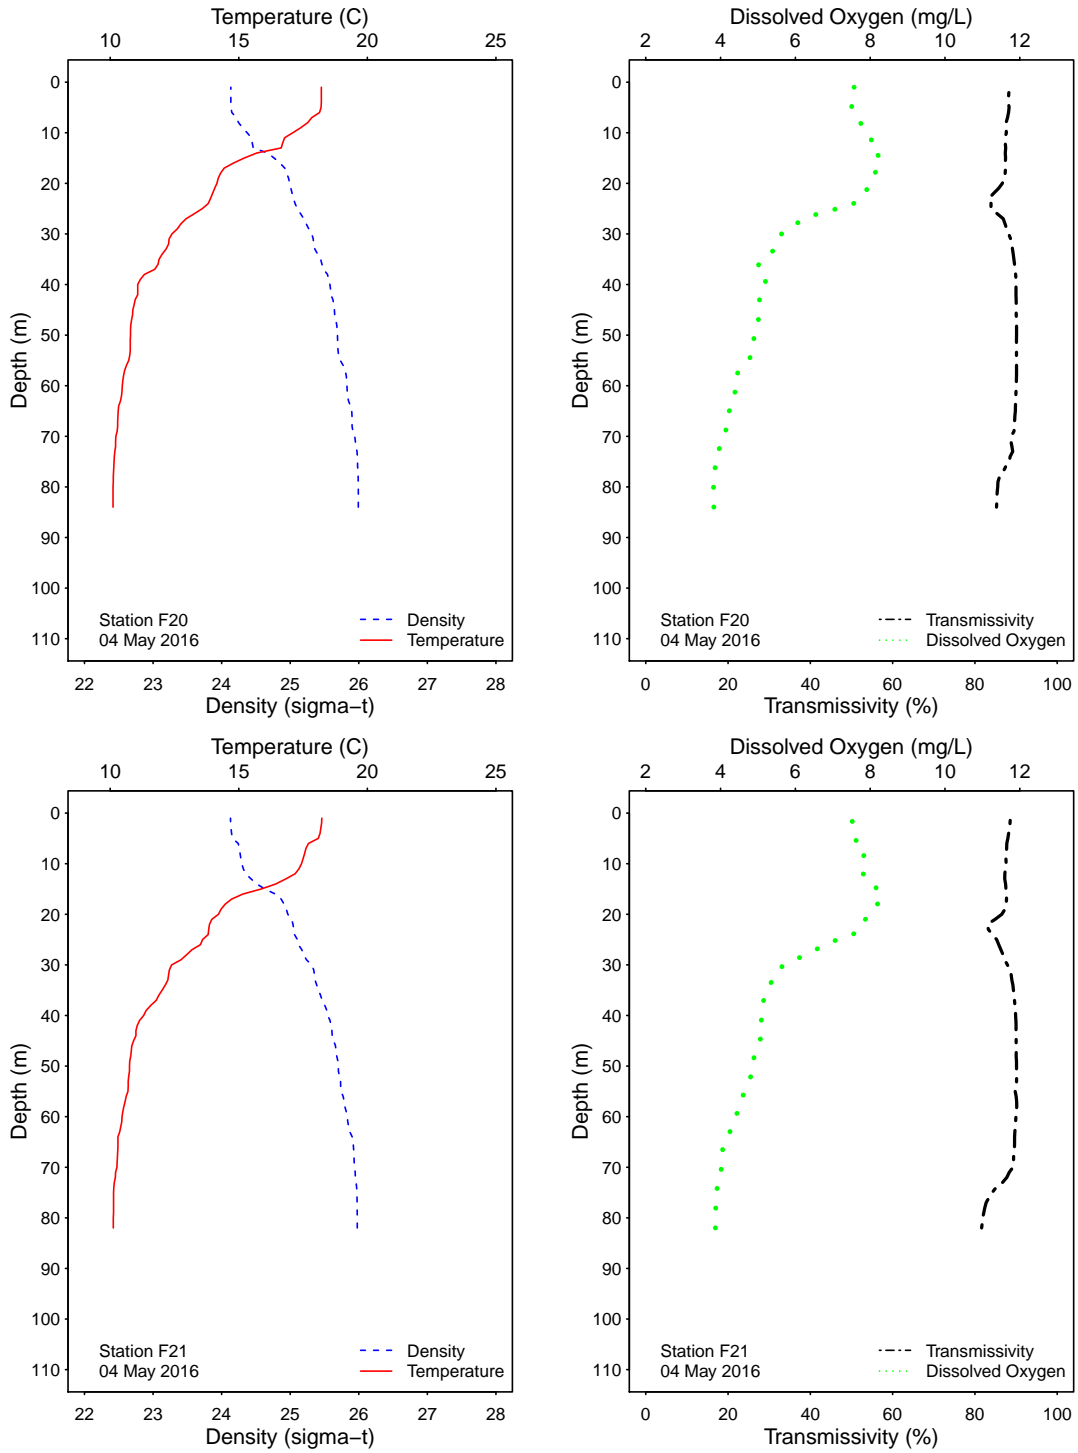 Temperature (C)
10 15 20 25
0
10
20
30
40
50
60
70
80
90
100
110
Depth (m)
Station F20
04 May 2016
Density
Temperature
22 23 24 25 26 27 28
Density (sigma−t)
Dissolved Oxygen (mg/L)
2 4 6 8 10 12
0
10
20
30
40
50
60
70
80
90
100
110
Depth (m)
Station F20
04 May 2016
Transmissivity
Dissolved Oxygen
0 20 40 60 80 100
Transmissivity (%)
Temperature (C)
10 15 20 25
0
10
20
30
40
50
60
70
80
90
100
110
Depth (m)
Station F21
04 May 2016
Density
Temperature
22 23 24 25 26 27 28
Density (sigma−t)
Dissolved Oxygen (mg/L)
2 4 6 8 10 12
0
10
20
30
40
50
60
70
80
90
100
110
Depth (m)
Station F21
04 May 2016
Transmissivity
Dissolved Oxygen
0 20 40 60 80 100
Transmissivity (%)